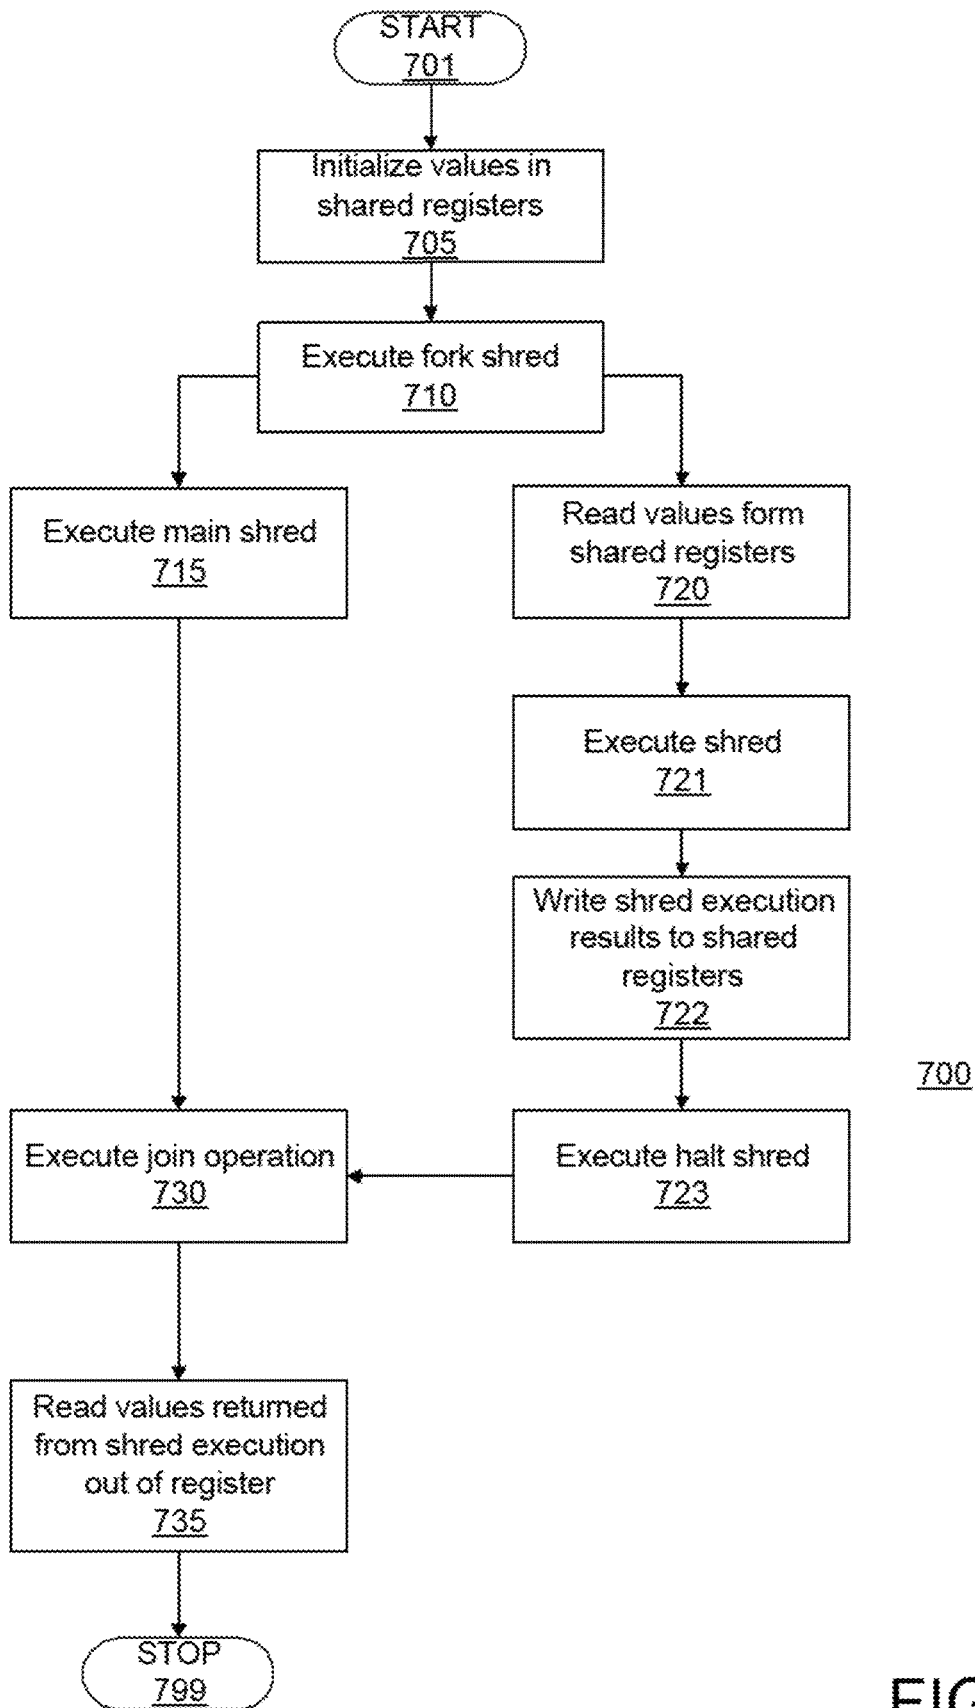 START
701
Initialize values in
shared registers
705
Execute fork shred
710
Execute main shred
715
Read values form
shared registers
720
Execute shred
721
Write shred execution
results to shared
registers
722
700
Execute join operation
730
Execute halt shred
723
Read values returned
from shred execution
out of register
735
STOP
799
FIG